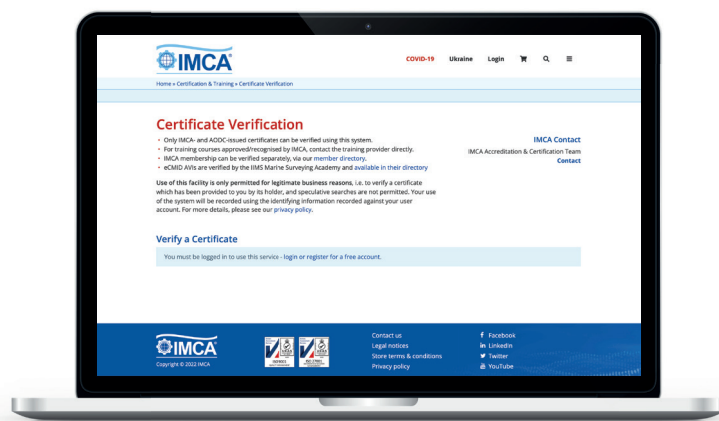 IMCA
COVID-19 Ukraine Login
Home » Certification & Training » Certificate Verification
Certificate Verification
• Only IMCA- and AODC-issued certificates can be verified using this system.
• For training courses approved/recognised by IMCA, contact the training provider directly.
• IMCA membership can be verified separately, via our member directory.
• eCMID AVIs are verified by the IIMS Marine Surveying Academy and available in their directory
Use of this facility is only permitted for legitimate business reasons, i.e. to verify a certificate
which has been provided to you by its holder, and speculative searches are not permitted. Your use
of the system will be recorded using the identifying information recorded against your user
account. For more details, please see our privacy policy.
IMCA Contact
IMCA Accreditation & Certification Team
Contact
Verify a Certificate
You must be logged in to use this service - login or register for a free account.
IMCA
Copyright © 2022 IMCA
Contact us
Legal notices
Store terms & conditions
Privacy policy
Facebook
LinkedIn
Twitter
YouTube